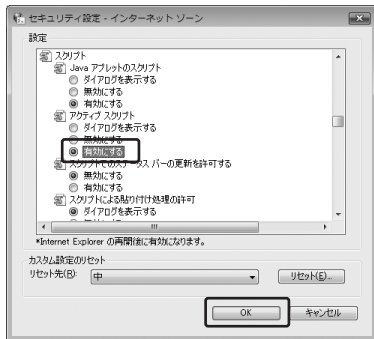 セキュリティ設定 - インターネット ゾーン
設定
スクリプト
Java アプレットのスクリプト
ダイアログを表示する
無効にする
有効にする
アクティブ スクリプト
ダイアログを表示する
無効にする
有効にする
スクリプトでのステータス バーの更新を許可する
無効にする
有効にする
スクリプトによる貼り付け処理の許可
ダイアログを表示する
*Internet Explorer の再開後に有効になります。
カスタム設定のリセット
リセット先(R): 中 リセット(E)...
OK キャンセル